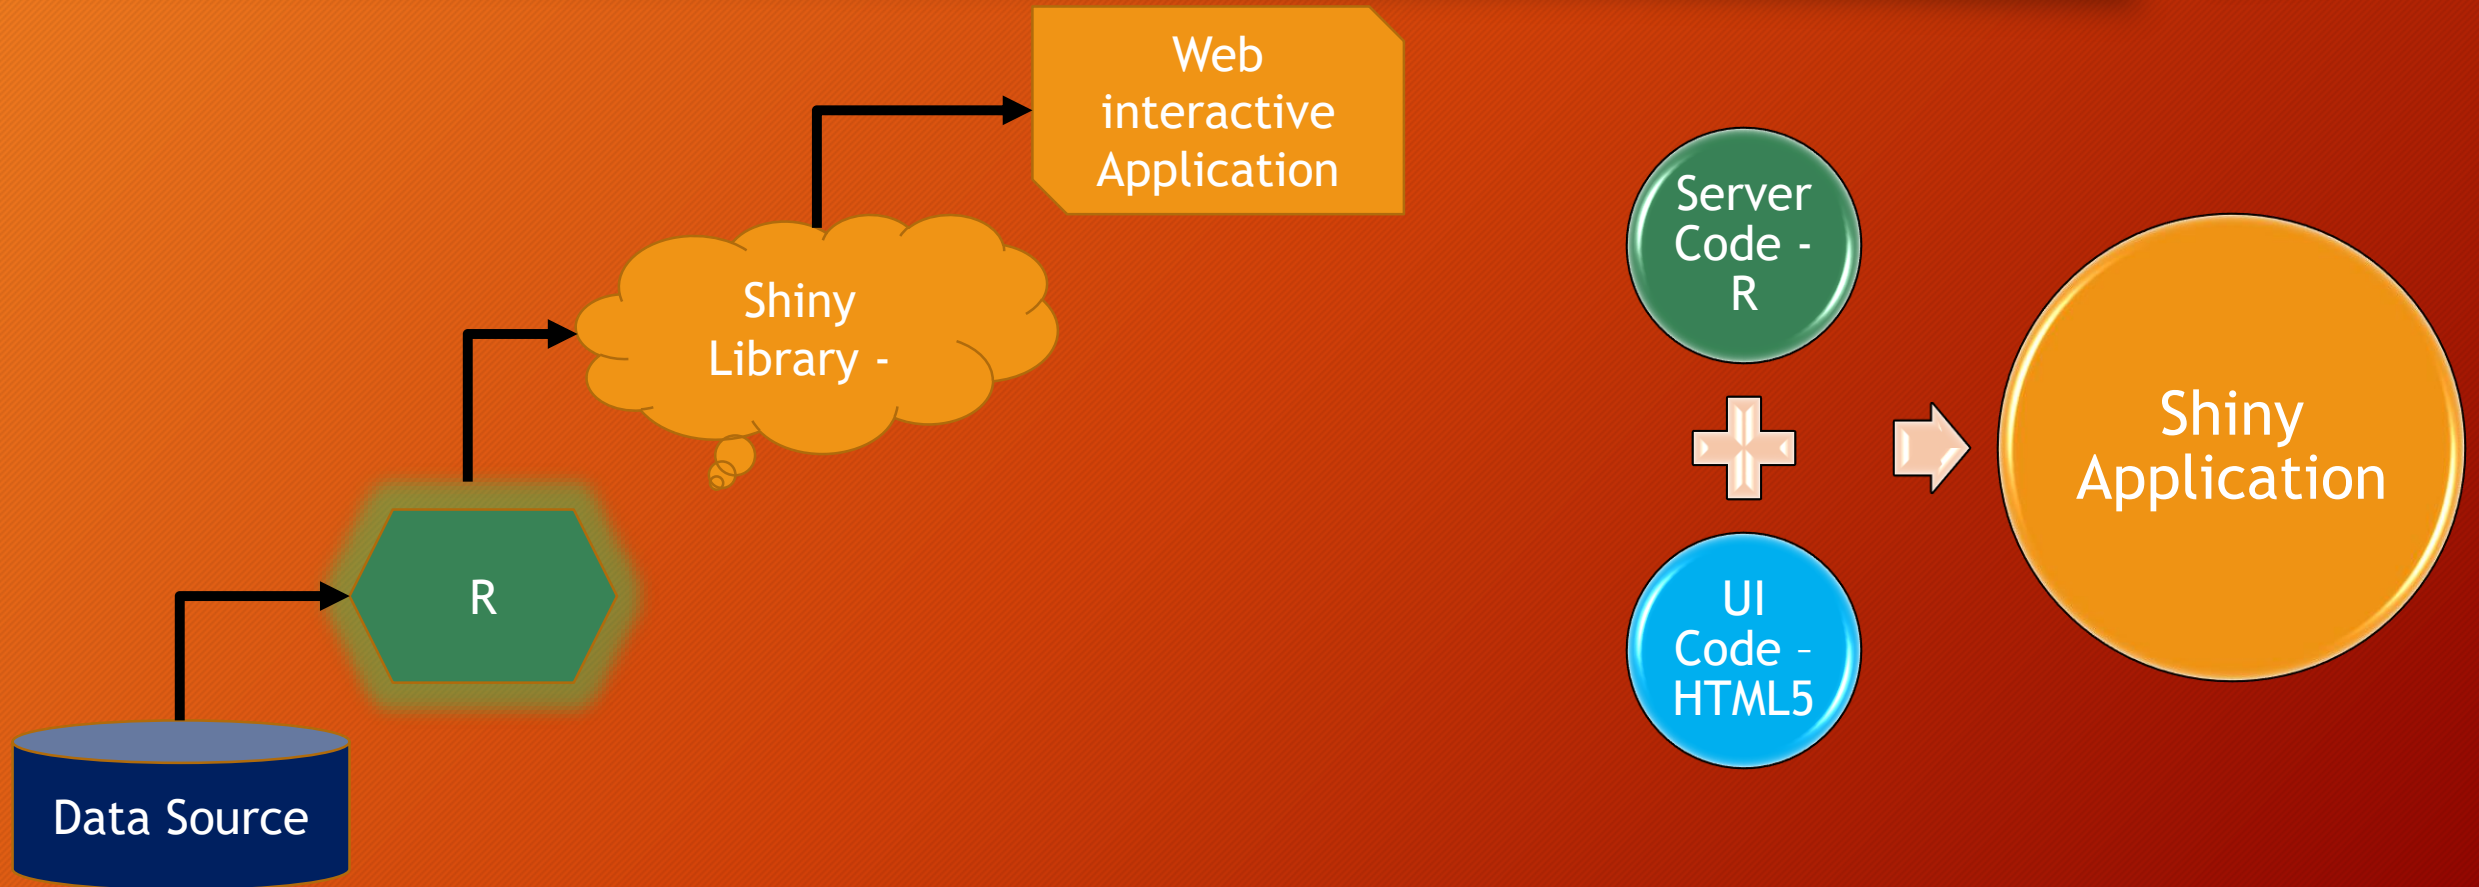 Web
interactive
Application
Shiny
Library -
R
Data Source
Server
Code -
R
UI
Code –
HTML5
Shiny
Application